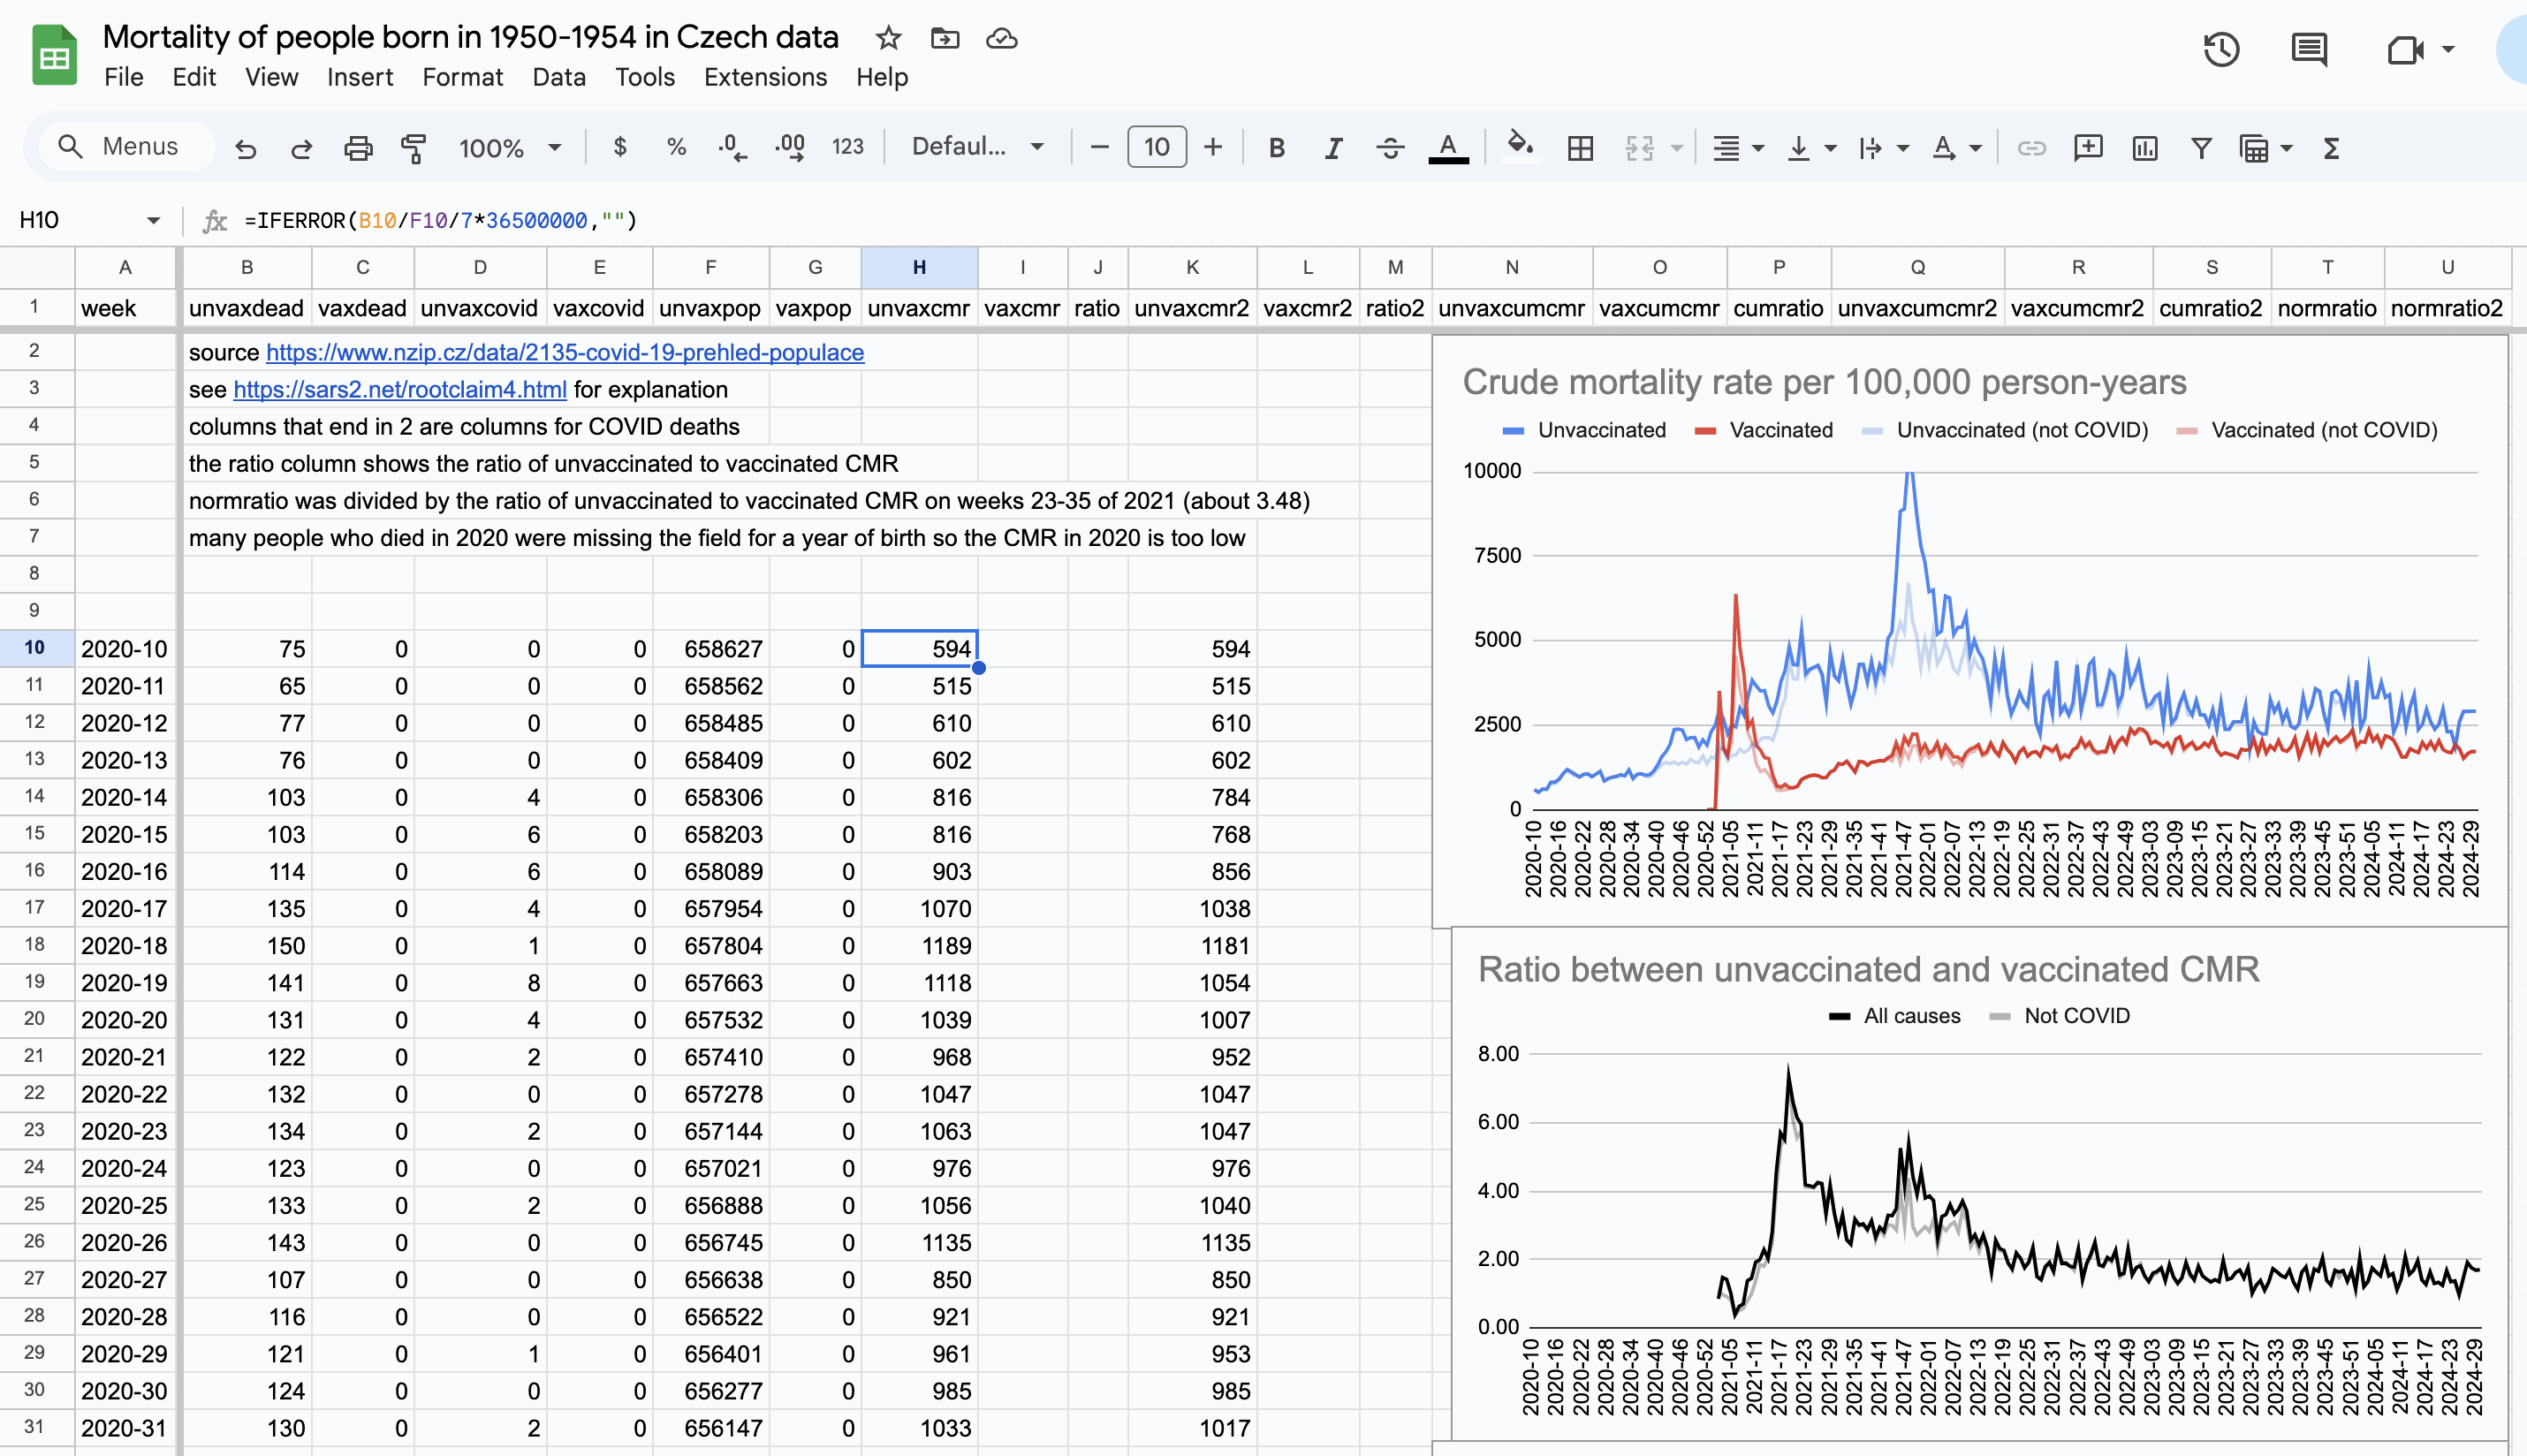 Mortality of people born in 1950-1954 in Czech data
File Edit View Insert Format Data Tools Extensions Help
Menus 100% $ % .0 .00 123 Defaul... 10 B I A A Σ
H10 fx =IFERROR(B10/F10/7*36500000,"")
A B C D E F G H I J K L M N O P Q R S T U
1 week unvaxdead vaxdead unvaxcovid vaxcovid unvaxpop vaxpop unvaxcmr vaxcmr ratio unvaxcmr2 vaxcmr2 ratio2 unvaxcumcmr vaxcumcmr cumratio unvaxcumcmr2 vaxcumcmr2 cumratio2 normratio normratio2
2 source https://www.nzip.cz/data/2135-covid-19-prehled-populace
3 see https://sars2.net/rootclaim4.html for explanation
4 columns that end in 2 are columns for COVID deaths
5 the ratio column shows the ratio of unvaccinated to vaccinated CMR
6 normratio was divided by the ratio of unvaccinated to vaccinated CMR on weeks 23-35 of 2021 (about 3.48)
7 many people who died in 2020 were missing the field for a year of birth so the CMR in 2020 is too low
8
9
10 2020-10 75 0 0 0 658627 0 594 594
11 2020-11 65 0 0 0 658562 0 515 515
12 2020-12 77 0 0 0 658485 0 610 610
13 2020-13 76 0 0 0 658409 0 602 602
14 2020-14 103 0 4 0 658306 0 816 784
15 2020-15 103 0 6 0 658203 0 816 768
16 2020-16 114 0 6 0 658089 0 903 856
17 2020-17 135 0 4 0 657954 0 1070 1038
18 2020-18 150 0 1 0 657804 0 1189 1181
19 2020-19 141 0 8 0 657663 0 1118 1054
20 2020-20 131 0 4 0 657532 0 1039 1007
21 2020-21 122 0 2 0 657410 0 968 952
22 2020-22 132 0 0 0 657278 0 1047 1047
23 2020-23 134 0 2 0 657144 0 1063 1047
24 2020-24 123 0 0 0 657021 0 976 976
25 2020-25 133 0 2 0 656888 0 1056 1040
26 2020-26 143 0 0 0 656745 0 1135 1135
27 2020-27 107 0 0 0 656638 0 850 850
28 2020-28 116 0 0 0 656522 0 921 921
29 2020-29 121 0 1 0 656401 0 961 953
30 2020-30 124 0 0 0 656277 0 985 985
31 2020-31 130 0 2 0 656147 0 1033 1017
Crude mortality rate per 100,000 person-years
Unvaccinated Vaccinated Unvaccinated (not COVID) Vaccinated (not COVID)
10000
7500
5000
2500
0
2020-10 2020-16 2020-22 2020-28 2020-34 2020-40 2020-46 2020-52 2021-05 2021-11 2021-17 2021-23 2021-29 2021-35 2021-41 2021-47 2022-01 2022-07 2022-13 2022-19 2022-25 2022-31 2022-37 2022-43 2022-49 2023-03 2023-09 2023-15 2023-21 2023-27 2023-33 2023-39 2023-45 2023-51 2024-05 2024-11 2024-17 2024-23 2024-29
Ratio between unvaccinated and vaccinated CMR
All causes Not COVID
8.00
6.00
4.00
2.00
0.00
2020-10 2020-16 2020-22 2020-28 2020-34 2020-40 2020-46 2020-52 2021-05 2021-11 2021-17 2021-23 2021-29 2021-35 2021-41 2021-47 2022-01 2022-07 2022-13 2022-19 2022-25 2022-31 2022-37 2022-43 2022-49 2023-03 2023-09 2023-15 2023-21 2023-27 2023-33 2023-39 2023-45 2023-51 2024-05 2024-11 2024-17 2024-23 2024-29